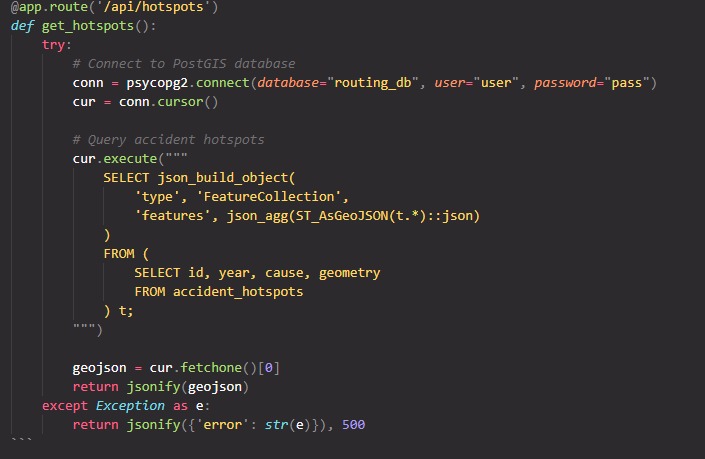 @app.route('/api/hotspots')
def get_hotspots():
    try:
        # Connect to PostGIS database
        conn = psycopg2.connect(database="routing_db", user="user", password="pass")
        cur = conn.cursor()

        # Query accident hotspots
        cur.execute("""
            SELECT json_build_object(
                'type', 'FeatureCollection',
                'features', json_agg(ST_AsGeoJSON(t.*)::json)
            )
            FROM (
                SELECT id, year, cause, geometry
                FROM accident_hotspots
            ) t;
        """)

        geojson = cur.fetchone()[0]
        return jsonify(geojson)
    except Exception as e:
        return jsonify({'error': str(e)}), 500
```